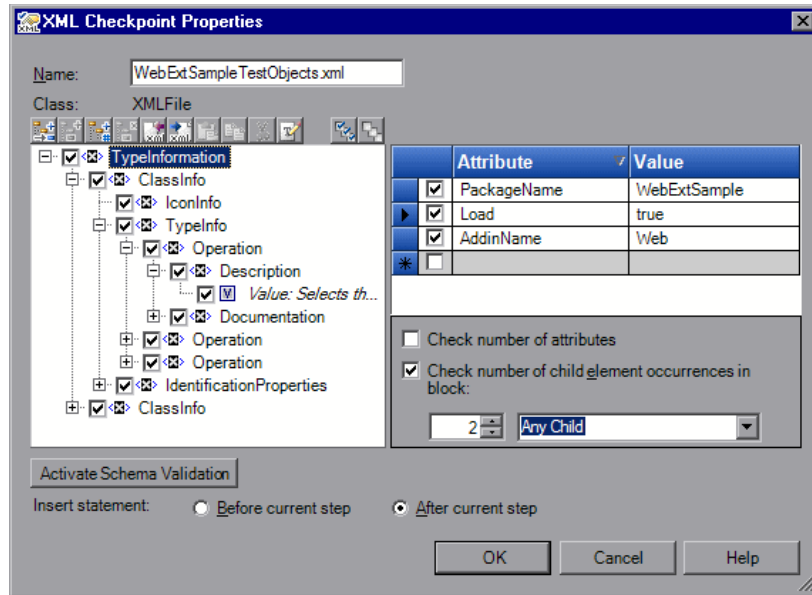 XML Checkpoint Properties
Name: WebExtSampleTestObjects.xml
Class: XMLFile
TypeInformation
ClassInfo
IconInfo
TypeInfo
Operation
Description
Value: Selects th...
Documentation
Operation
Operation
IdentificationProperties
ClassInfo
Attribute Value
PackageName WebExtSample
Load true
AddinName Web
Check number of attributes
Check number of child element occurrences in
block:
2 Any Child
Activate Schema Validation
Insert statement: Before current step After current step
OK Cancel Help